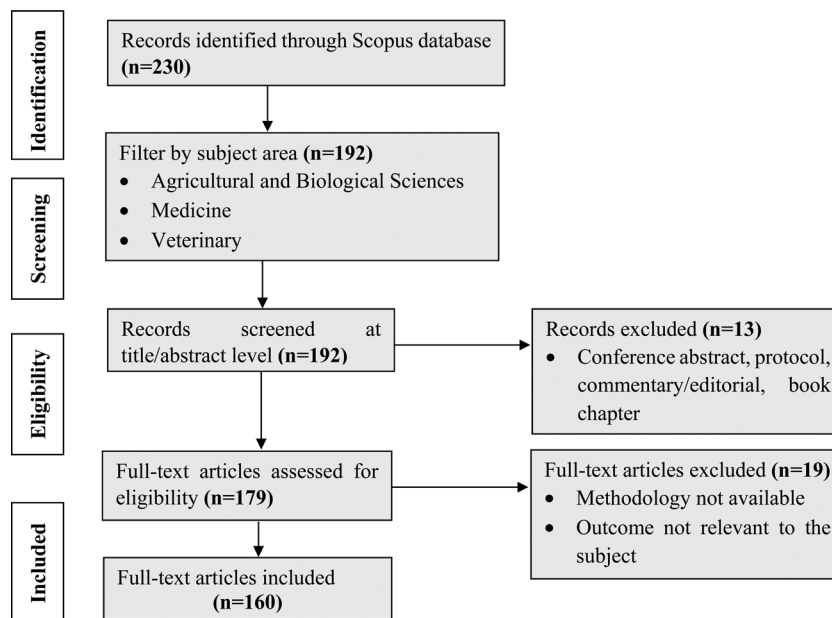 Identification
Records identified through Scopus database
(n=230)
Filter by subject area (n=192)
• Agricultural and Biological Sciences
• Medicine
• Veterinary
Screening
Records screened at
title/abstract level (n=192)
Records excluded (n=13)
• Conference abstract, protocol,
commentary/editorial, book
chapter
Eligibility
Full-text articles assessed for
eligibility (n=179)
Full-text articles excluded (n=19)
• Methodology not available
• Outcome not relevant to the
subject
Included
Full-text articles included
(n=160)